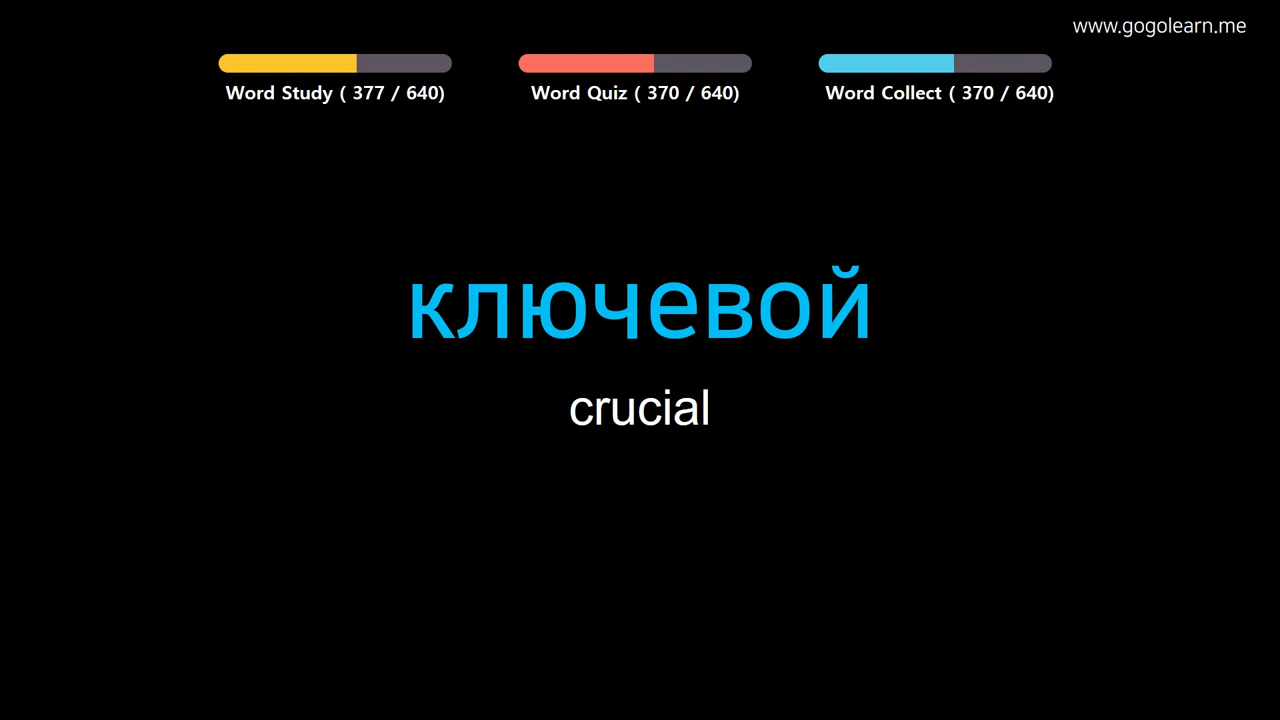 www.gogolearn.me
Word Study ( 377 / 640)
Word Quiz ( 370 / 640)
Word Collect ( 370 / 640)
ключевой
crucial